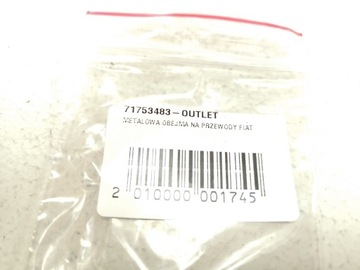 71753483 – OUTLET
METALOWA OBEJMA NA PRZEWODY FIAT
2 010000 001745